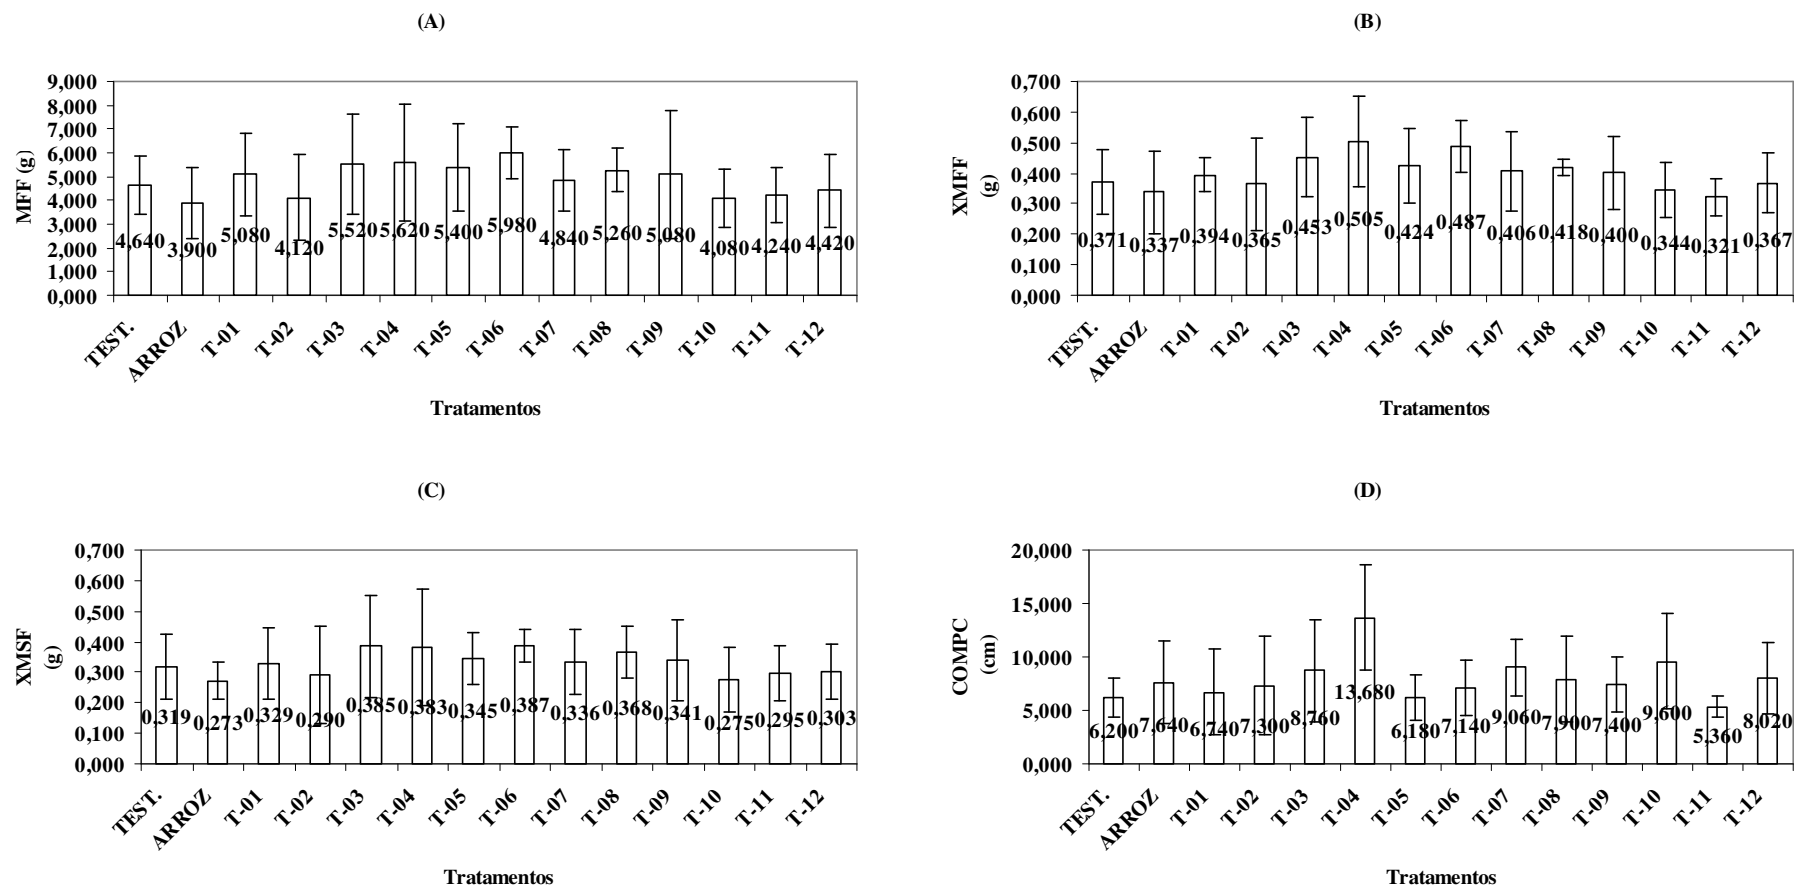 (A)
9,000
8,000
7,000
6,000
5,000
4,000
3,000
2,000
1,000
0,000
MFF (g)
4,640 3,900 5,080 4,120 5,520 5,620 5,400 5,980 4,840 5,260 5,080 4,080 4,240 4,420
TEST. ARROZ T-01 T-02 T-03 T-04 T-05 T-06 T-07 T-08 T-09 T-10 T-11 T-12
Tratamentos
(B)
0,700
0,600
0,500
0,400
0,300
0,200
0,100
0,000
XMFF
(g)
0,371 0,337 0,394 0,365 0,453 0,505 0,424 0,487 0,406 0,418 0,400 0,344 0,321 0,367
TEST. ARROZ T-01 T-02 T-03 T-04 T-05 T-06 T-07 T-08 T-09 T-10 T-11 T-12
Tratamentos
(C)
0,700
0,600
0,500
0,400
0,300
0,200
0,100
0,000
XMSF
(g)
0,319 0,273 0,329 0,290 0,385 0,383 0,345 0,387 0,336 0,368 0,341 0,275 0,295 0,303
TEST. ARROZ T-01 T-02 T-03 T-04 T-05 T-06 T-07 T-08 T-09 T-10 T-11 T-12
Tratamentos
(D)
20,000
15,000
10,000
5,000
0,000
COMPC
(cm)
6,200 7,640 6,740 7,300 8,760 13,680 6,180 7,140 9,060 7,900 7,400 9,600 5,360 8,020
TEST. ARROZ T-01 T-02 T-03 T-04 T-05 T-06 T-07 T-08 T-09 T-10 T-11 T-12
Tratamentos